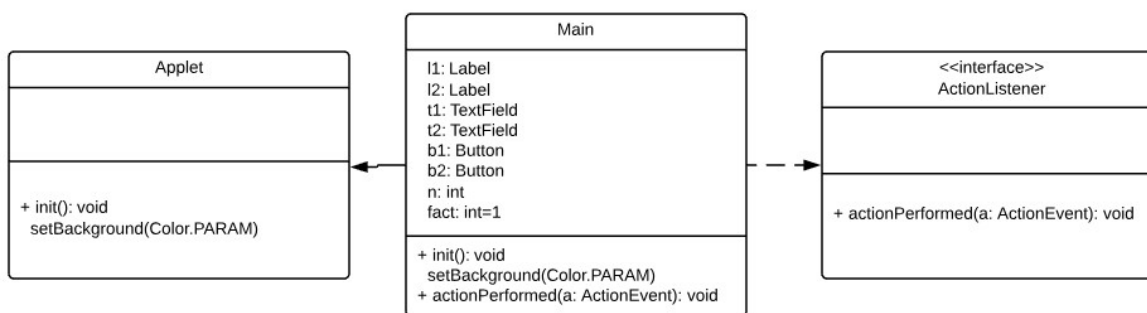 Applet
+ init(): void
setBackground(Color.PARAM)
Main
l1: Label
l2: Label
t1: TextField
t2: TextField
b1: Button
b2: Button
n: int
fact: int=1
+ init(): void
setBackground(Color.PARAM)
+ actionPerformed(a: ActionEvent): void
<<interface>>
ActionListener
+ actionPerformed(a: ActionEvent): void